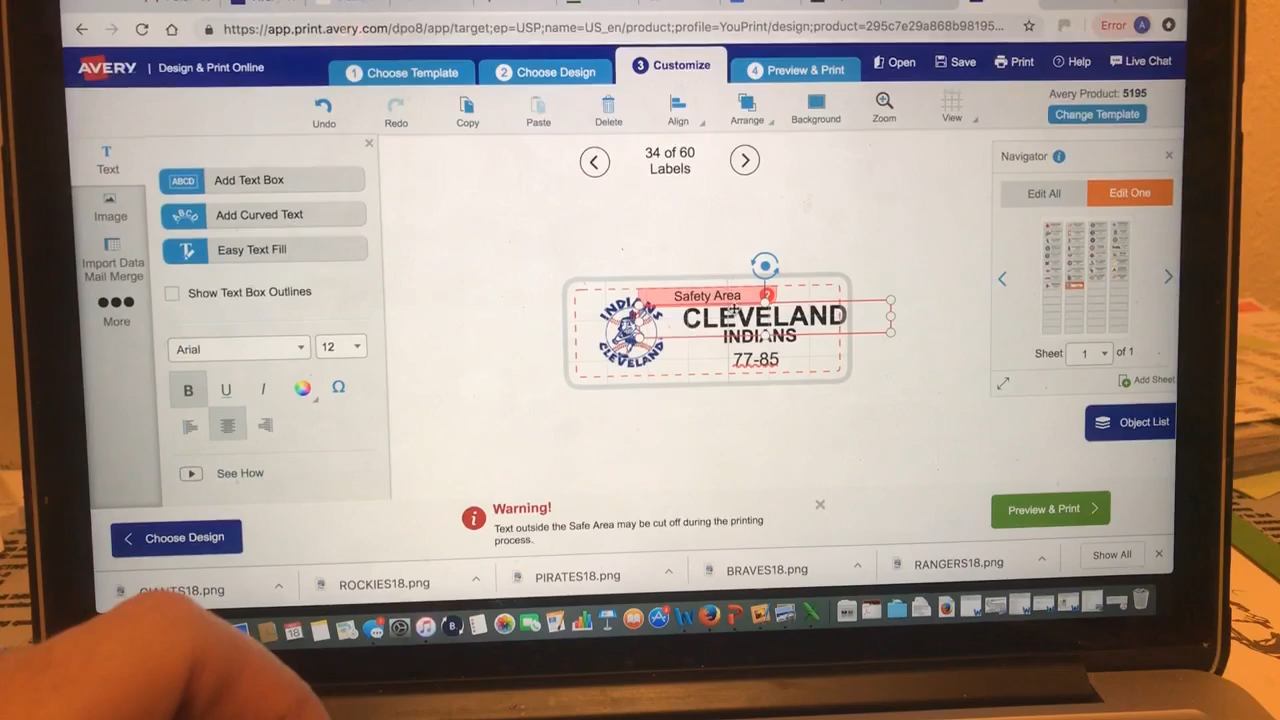 https://app.print.avery.com/dpo8/app/target;ep=USP;name=US_en/product;profile=YouPrint/design;product=295c7e29a868b98195...
Error A
AVERY | Design & Print Online
1 Choose Template
2 Choose Design
3 Customize
4 Preview & Print
Open
Save
Print
Help
Live Chat
Undo
Redo
Copy
Paste
Delete
Align
Arrange
Background
Zoom
View
Avery Product: 5195
Change Template
Text
Image
Import Data
Mail Merge
More
ABCD Add Text Box
ABCD Add Curved Text
Easy Text Fill
Show Text Box Outlines
Arial 12
B U I Ω
See How
34 of 60
Labels
Safety Area
INDIANS
CLEVELAND
CLEVELAND
INDIANS
77-85
Navigator
Edit All
Edit One
Sheet 1 of 1
Add Sheet
Object List
Warning!
Text outside the Safe Area may be cut off during the printing
process.
Choose Design
Preview & Print
GIANTS18.png
ROCKIES18.png
PIRATES18.png
BRAVES18.png
RANGERS18.png
Show All
18